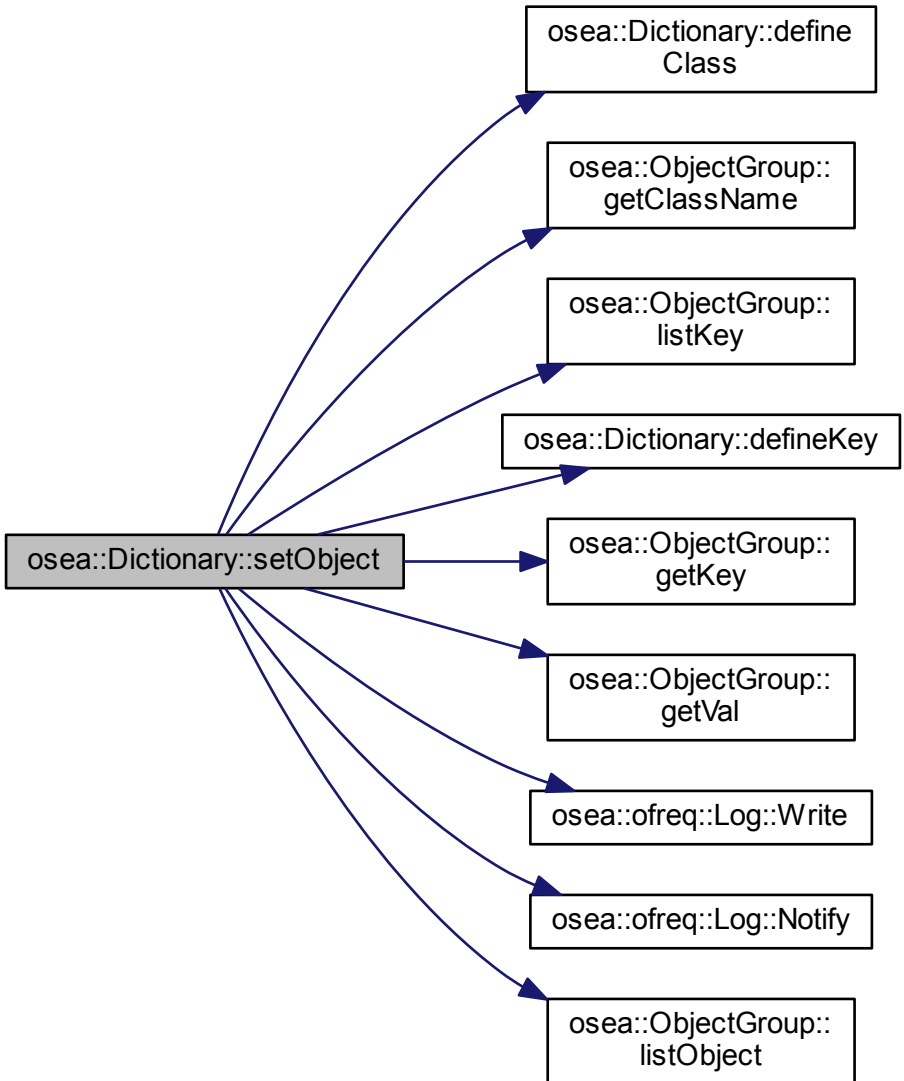 osea::Dictionary::define
Class
osea::ObjectGroup::
getClassName
osea::ObjectGroup::
listKey
osea::Dictionary::defineKey
osea::Dictionary::setObject
osea::ObjectGroup::
getKey
osea::ObjectGroup::
getVal
osea::ofreq::Log::Write
osea::ofreq::Log::Notify
osea::ObjectGroup::
listObject